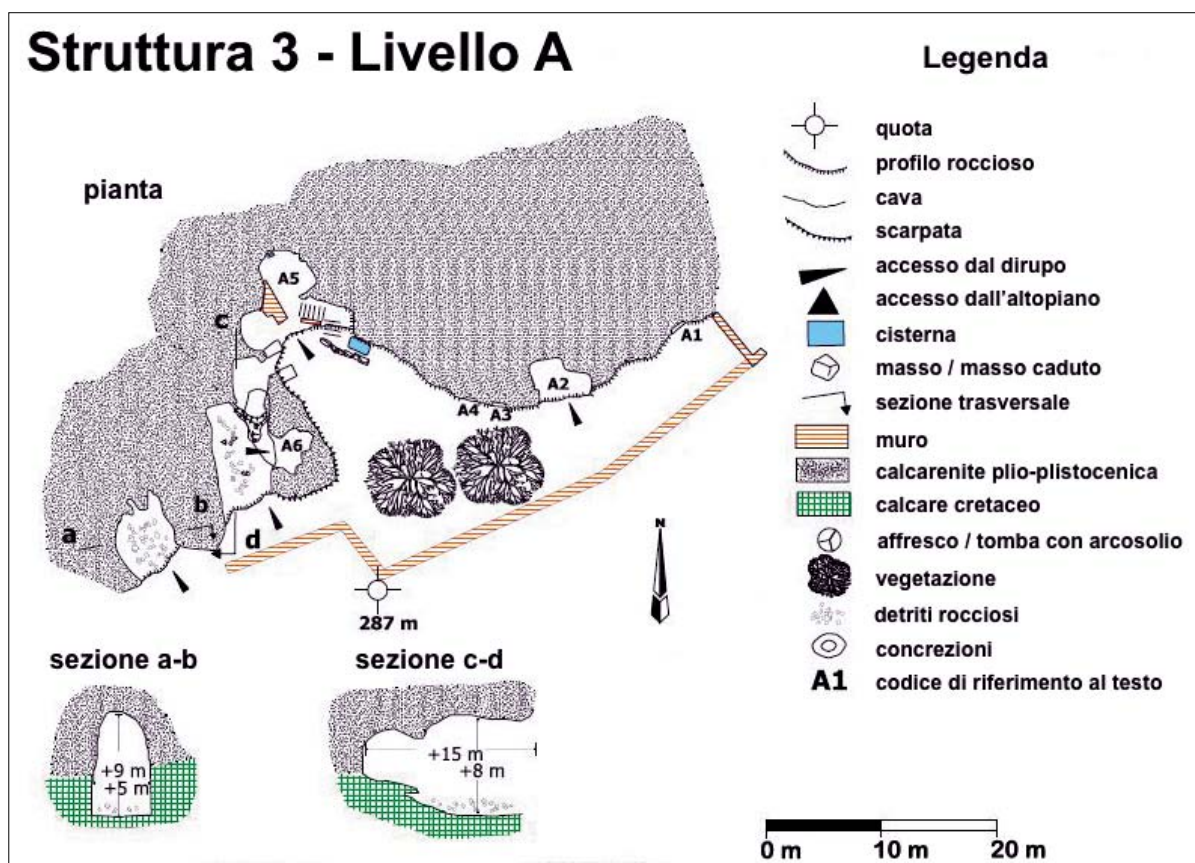 Struttura 3 - Livello A
Legenda
quota
profilo roccioso
cava
scarpata
accesso dal dirupo
accesso dall'altopiano
cisterna
masso / masso caduto
sezione trasversale
muro
calcarenite plio-plistocenica
calcare cretaceo
affresco / tomba con arcosolio
vegetazione
detriti rocciosi
concrezioni
A1 codice di riferimento al testo
pianta
A5
c
A1
A2
A4 A3
A6
a
b
d
N
287 m
sezione a-b
sezione c-d
+9 m
+5 m
+15 m
+8 m
0 m 10 m 20 m